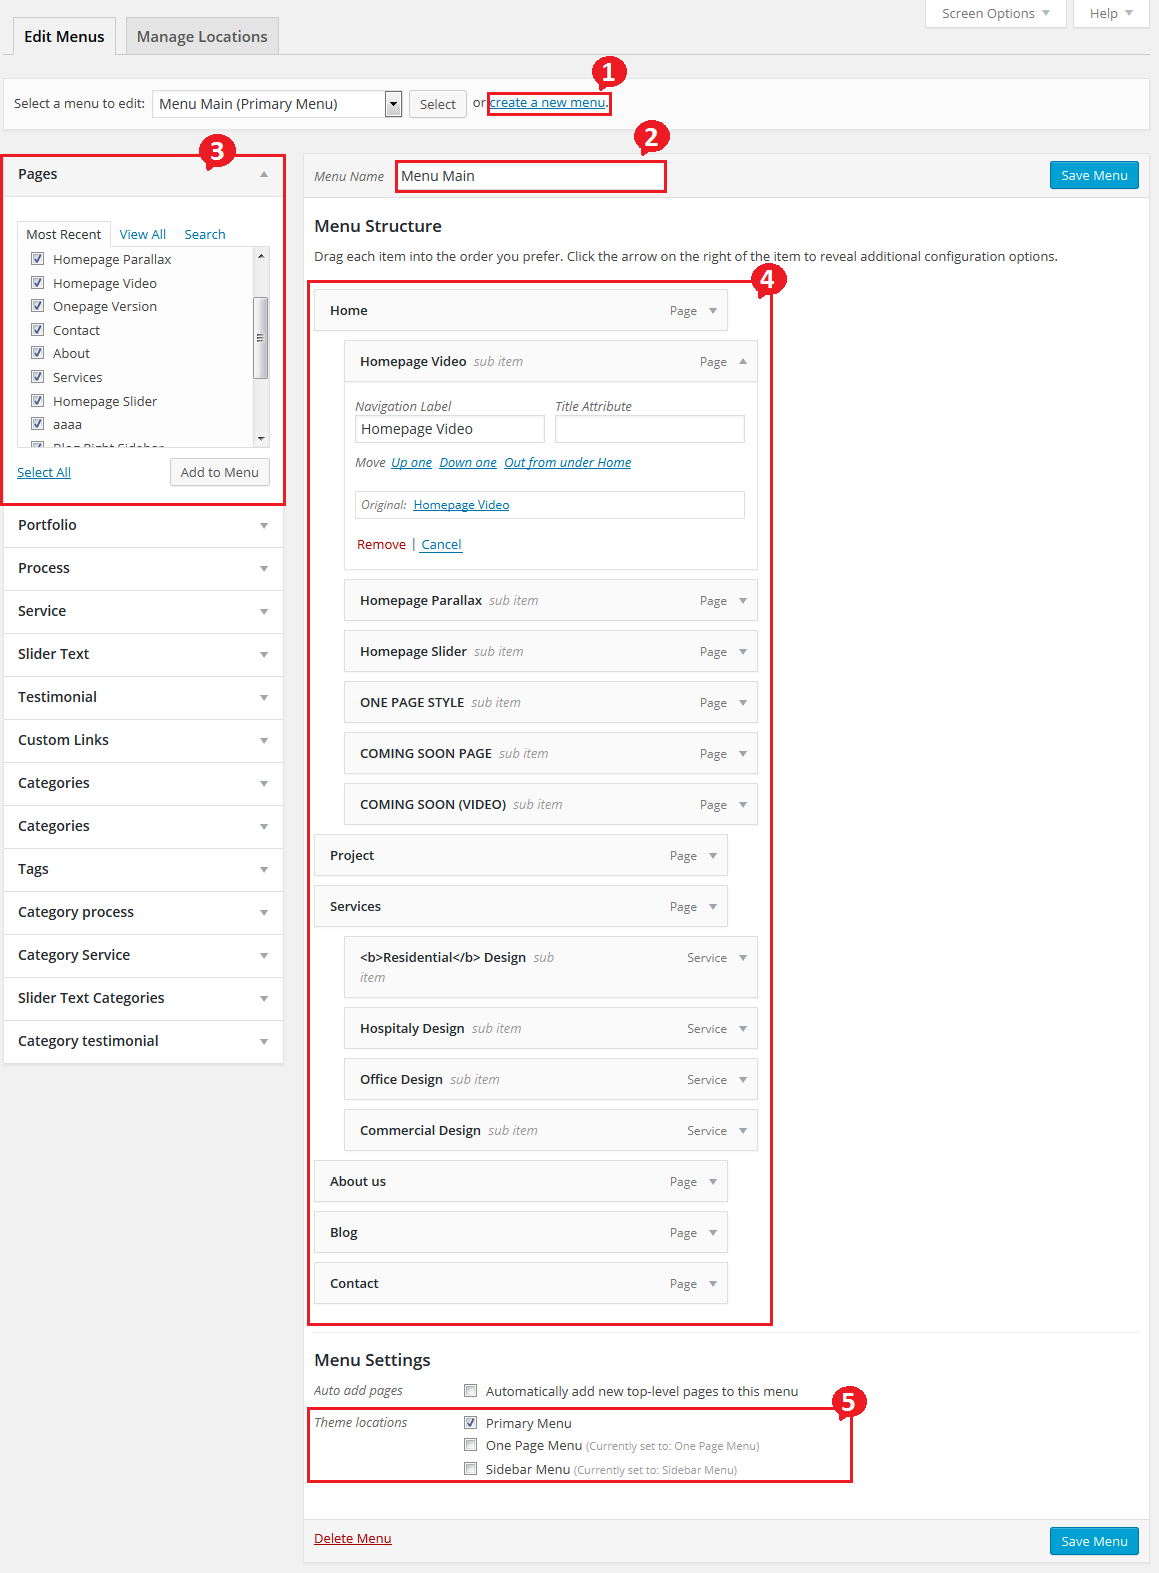 Screen Options
Help
Edit Menus
Manage Locations
1
Select a menu to edit: Menu Main (Primary Menu) Select or create a new menu.
2
3
Pages
Most Recent View All Search
Homepage Parallax
Homepage Video
Onepage Version
Contact
About
Services
Homepage Slider
aaaa
Blog Right Sidebar
Select All Add to Menu
Portfolio
Process
Service
Slider Text
Testimonial
Custom Links
Categories
Categories
Tags
Category process
Category Service
Slider Text Categories
Category testimonial
Menu Name Menu Main Save Menu
Menu Structure
Drag each item into the order you prefer. Click the arrow on the right of the item to reveal additional configuration options.
4
Home Page
Homepage Video sub item Page
Navigation Label Title Attribute
Homepage Video
Move Up one Down one Out from under Home
Original: Homepage Video
Remove | Cancel
Homepage Parallax sub item Page
Homepage Slider sub item Page
ONE PAGE STYLE sub item Page
COMING SOON PAGE sub item Page
COMING SOON (VIDEO) sub item Page
Project Page
Services Page
<b>Residential</b> Design sub Service
item
Hospitaly Design sub item Service
Office Design sub item Service
Commercial Design sub item Service
About us Page
Blog Page
Contact Page
Menu Settings
Auto add pages Automatically add new top-level pages to this menu
5
Theme locations Primary Menu
One Page Menu (Currently set to: One Page Menu)
Sidebar Menu (Currently set to: Sidebar Menu)
Delete Menu Save Menu